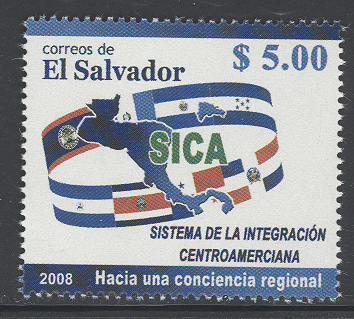 correos de
El Salvador
$ 5.00
SICA
SISTEMA DE LA INTEGRACIÓN
CENTROAMERCIANA
2008 Hacia una conciencia regional